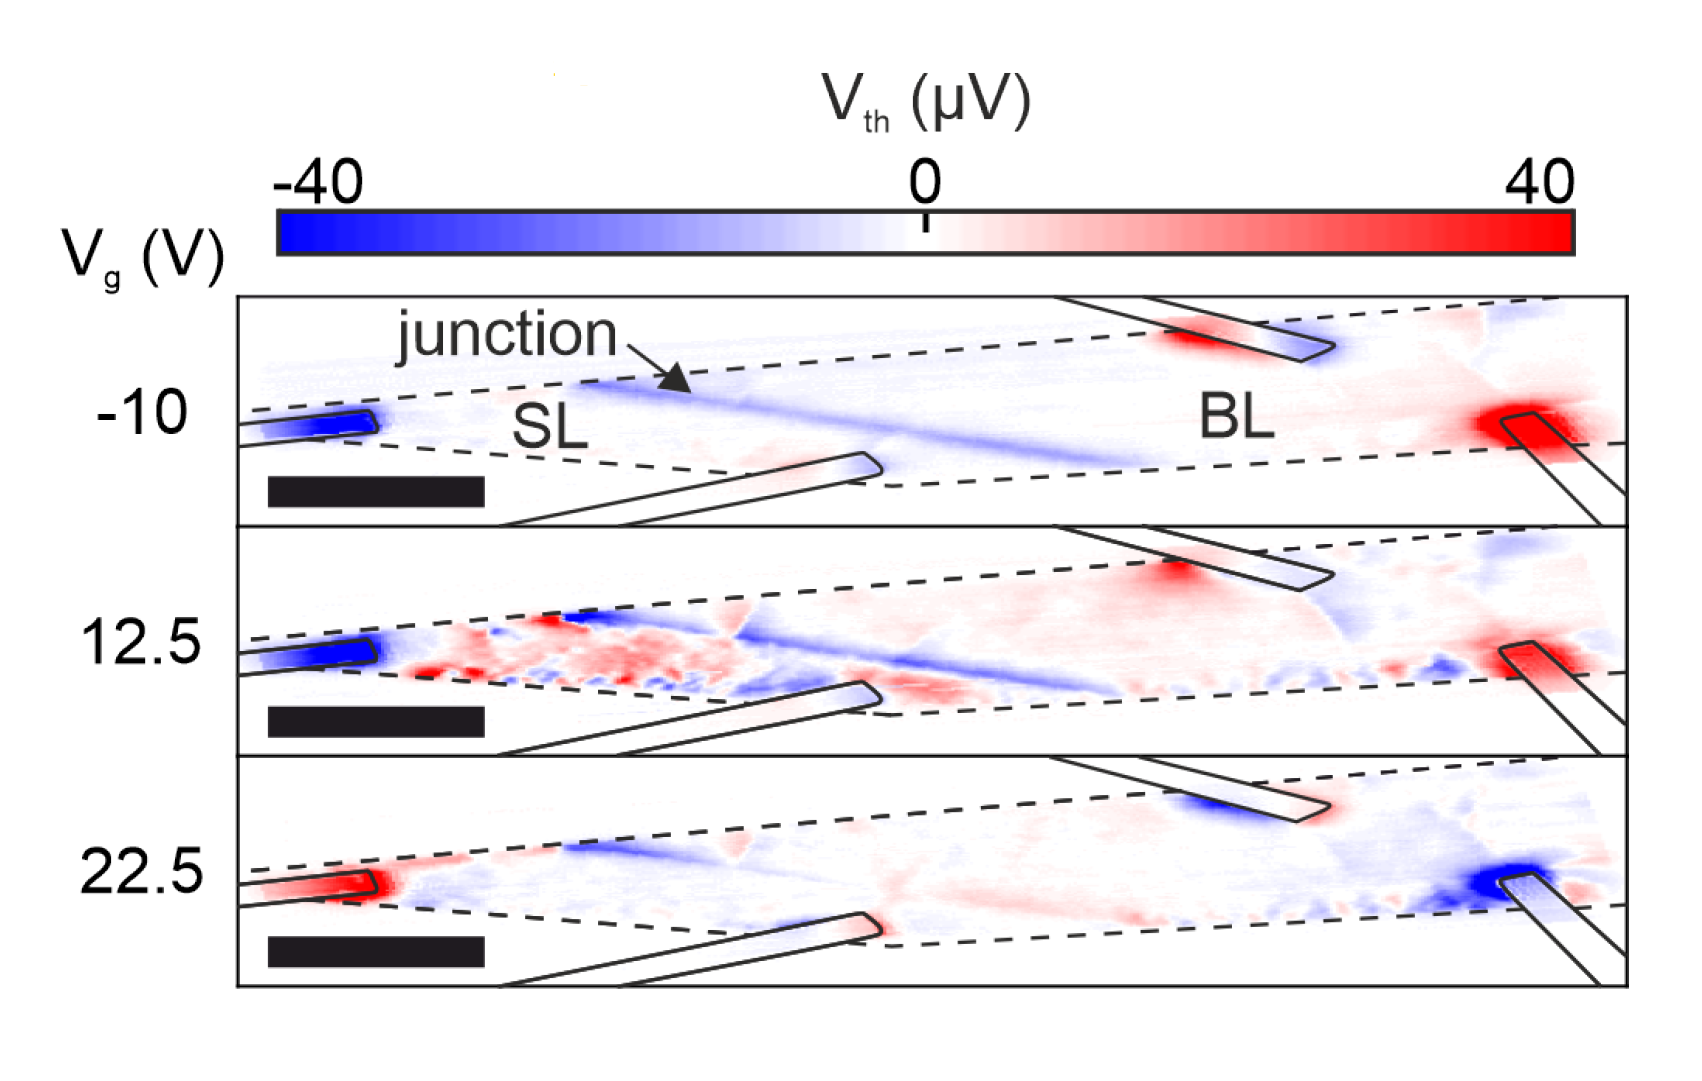 V_th (µV)
-40 0 40
V_g (V)
junction
-10
SL
BL
12.5
22.5